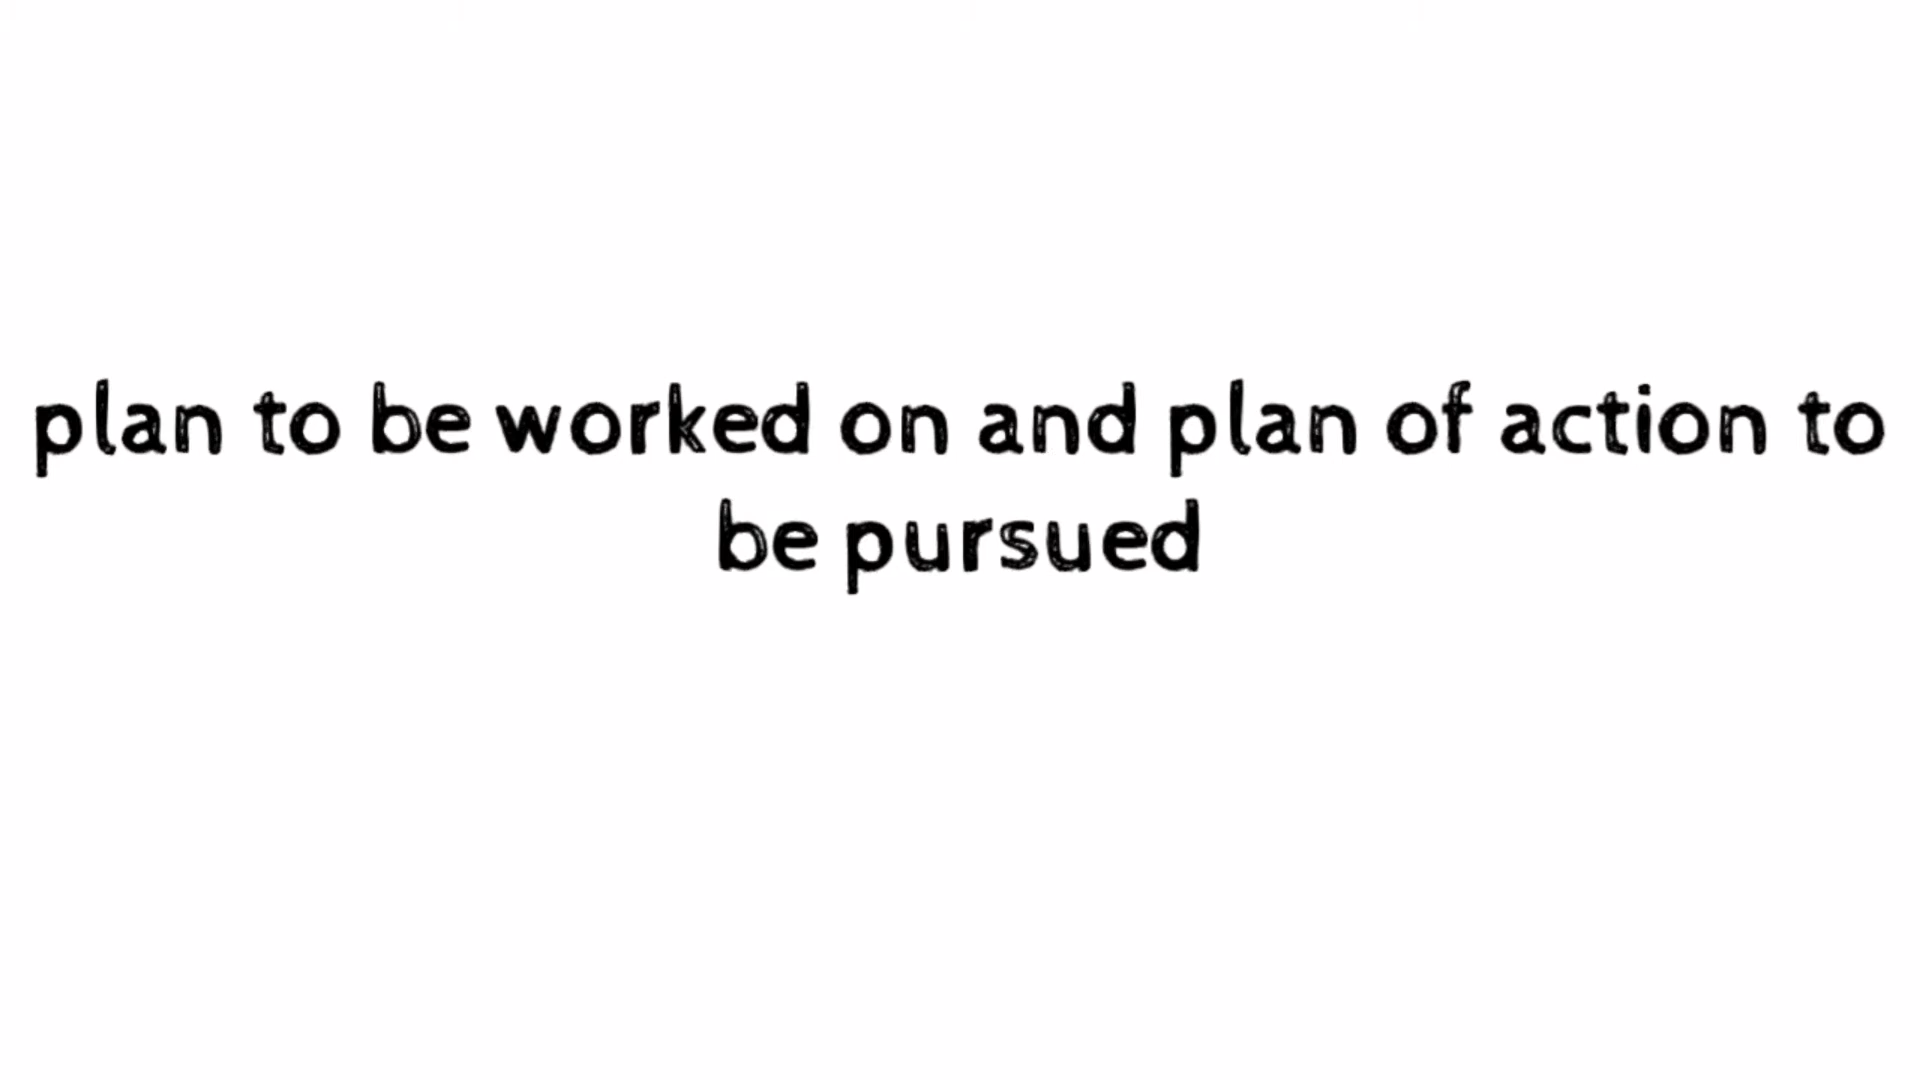 plan to be worked on and plan of action to
be pursued